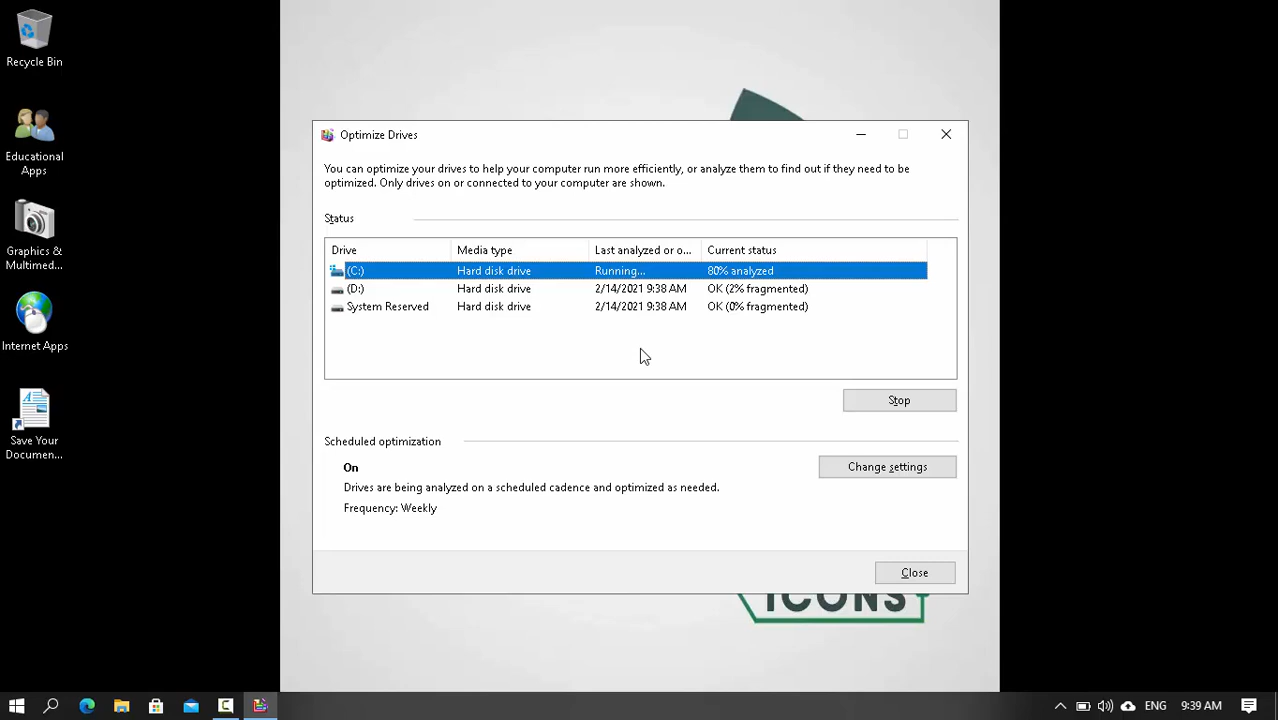 Recycle Bin
Educational
Apps
Graphics &
Multimed...
Internet Apps
Save Your
Documen...
Optimize Drives
You can optimize your drives to help your computer run more efficiently, or analyze them to find out if they need to be
optimized. Only drives on or connected to your computer are shown.
Status
Drive Media type Last analyzed or o... Current status
(C:) Hard disk drive Running... 80% analyzed
(D:) Hard disk drive 2/14/2021 9:38 AM OK (2% fragmented)
System Reserved Hard disk drive 2/14/2021 9:38 AM OK (0% fragmented)
Stop
Scheduled optimization
On
Change settings
Drives are being analyzed on a scheduled cadence and optimized as needed.
Frequency: Weekly
Close
ICONS
ENG 9:39 AM